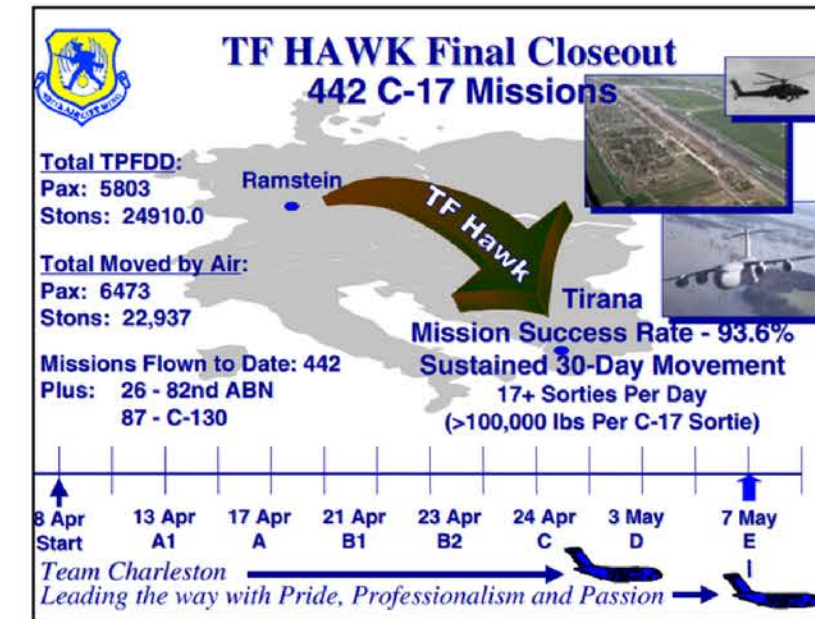 TF HAWK Final Closeout
442 C-17 Missions
Total TPFDD:
Pax: 5803
Stons: 24910.0
Ramstein
TF Hawk
Total Moved by Air:
Pax: 6473
Stons: 22,937
Tirana
Mission Success Rate - 93.6%
Sustained 30-Day Movement
17+ Sorties Per Day
(>100,000 lbs Per C-17 Sortie)
Missions Flown to Date: 442
Plus: 26 - 82nd ABN
87 - C-130
8 Apr 13 Apr 17 Apr 21 Apr 23 Apr 24 Apr 3 May 7 May
Start A1 A B1 B2 C D E
Team Charleston
Leading the way with Pride, Professionalism and Passion